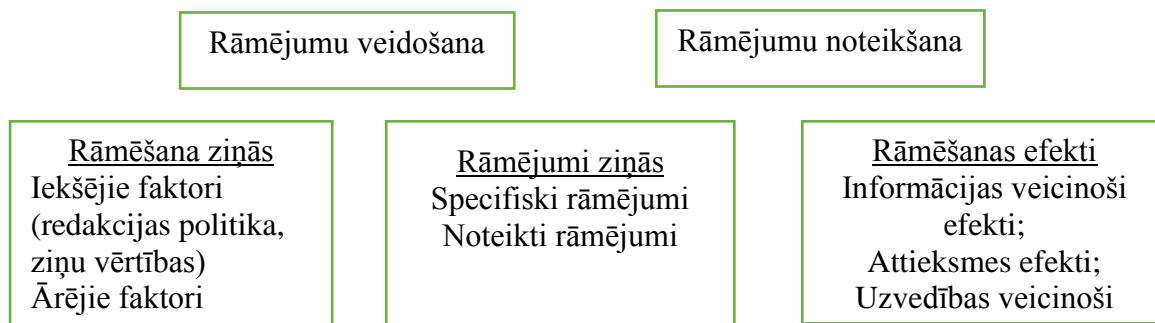 Rāmējumu veidošana
Rāmējumu noteikšana
Rāmēšana ziņās
Iekšējie faktori
(redakcijas politika,
ziņu vērtības)
Ārējie faktori
Rāmējumi ziņās
Specifiski rāmējumi
Noteikti rāmējumi
Rāmēšanas efekti
Informācijas veicinoši
efekti;
Attieksmes efekti;
Uzvedības veicinoši